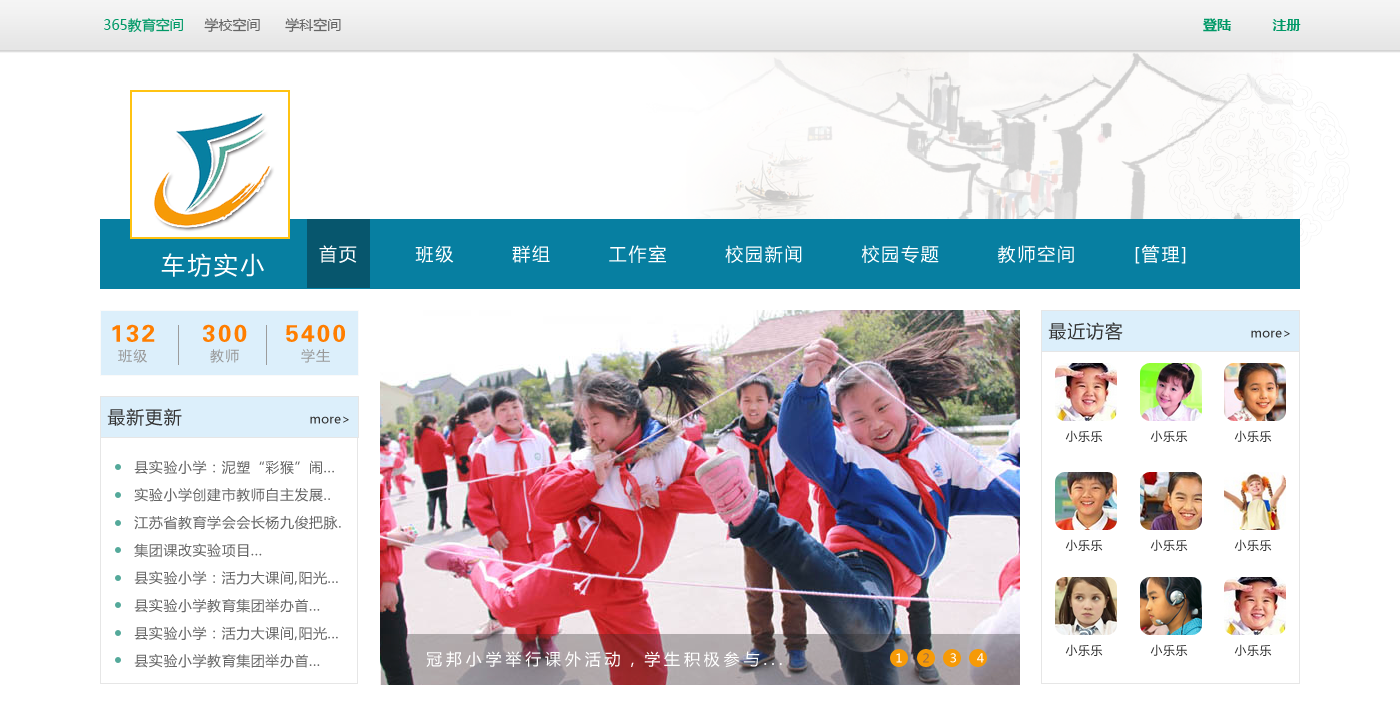 365教育空间 学校空间 学科空间 登陆 注册
车坊实小
首页 班级 群组 工作室 校园新闻 校园专题 教师空间 [管理]
132 300 5400
班级 教师 学生
最新更新 more>
县实验小学：泥塑“彩猴”闹...
实验小学创建市教师自主发展..
江苏省教育学会会长杨九俊把脉.
集团课改实验项目...
县实验小学：活力大课间,阳光...
县实验小学教育集团举办首...
县实验小学：活力大课间,阳光...
县实验小学教育集团举办首...
冠邦小学举行课外活动，学生积极参与...
1 2 3 4
最近访客 more>
小乐乐 小乐乐 小乐乐
小乐乐 小乐乐 小乐乐
小乐乐 小乐乐 小乐乐